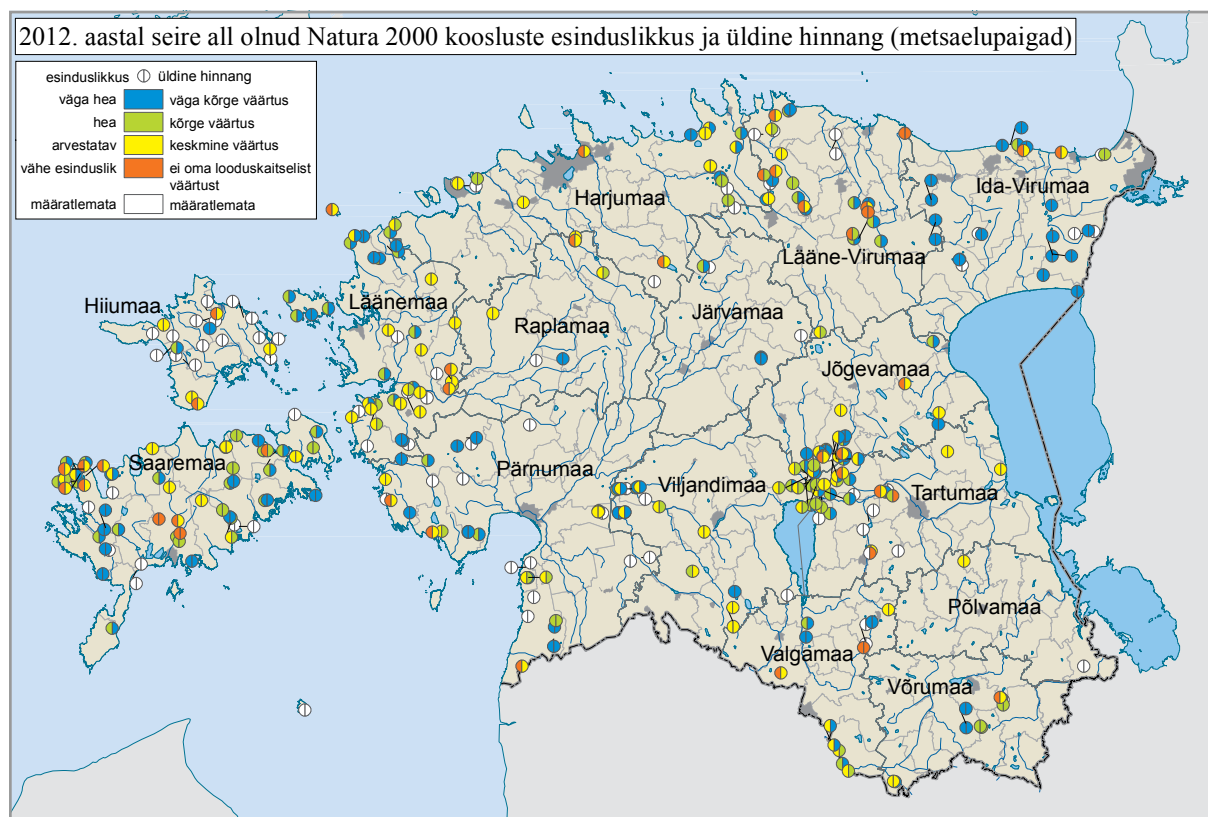 2012. aastal seire all olnud Natura 2000 koosluste esinduslikkus ja üldine hinnang (metsaelupaigad)
esinduslikkus üldine hinnang
väga hea väga kõrge väärtus
hea kõrge väärtus
arvestatav keskmine väärtus
vähe esinduslik ei oma looduskaitselist
väärtust
määratlemata määratlemata
Ida-Virumaa
Harjumaa
Lääne-Virumaa
Hiiumaa
Läänemaa
Raplamaa
Järvamaa
Jõgevamaa
Saaremaa
Pärnumaa
Viljandimaa
Tartumaa
Põlvamaa
Valgamaa
Võrumaa